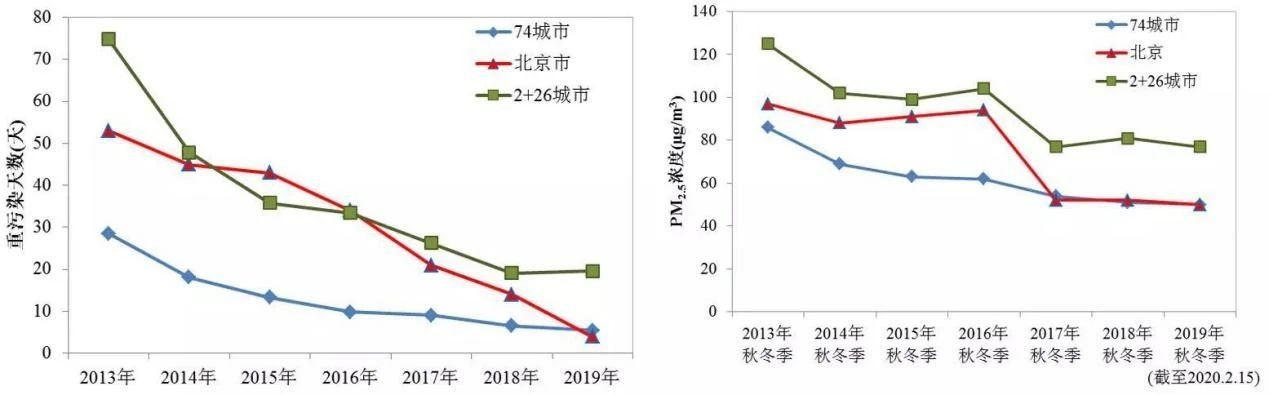 重污染天数(天)
80
70
60
50
40
30
20
10
0
74城市
北京市
2+26城市
2013年 2014年 2015年 2016年 2017年 2018年 2019年
PM2.5浓度(μg/m³)
140
120
100
80
60
40
20
0
74城市
北京
2+26城市
2013年 2014年 2015年 2016年 2017年 2018年 2019年
秋冬季 秋冬季 秋冬季 秋冬季 秋冬季 秋冬季 秋冬季
(截至2020.2.15)